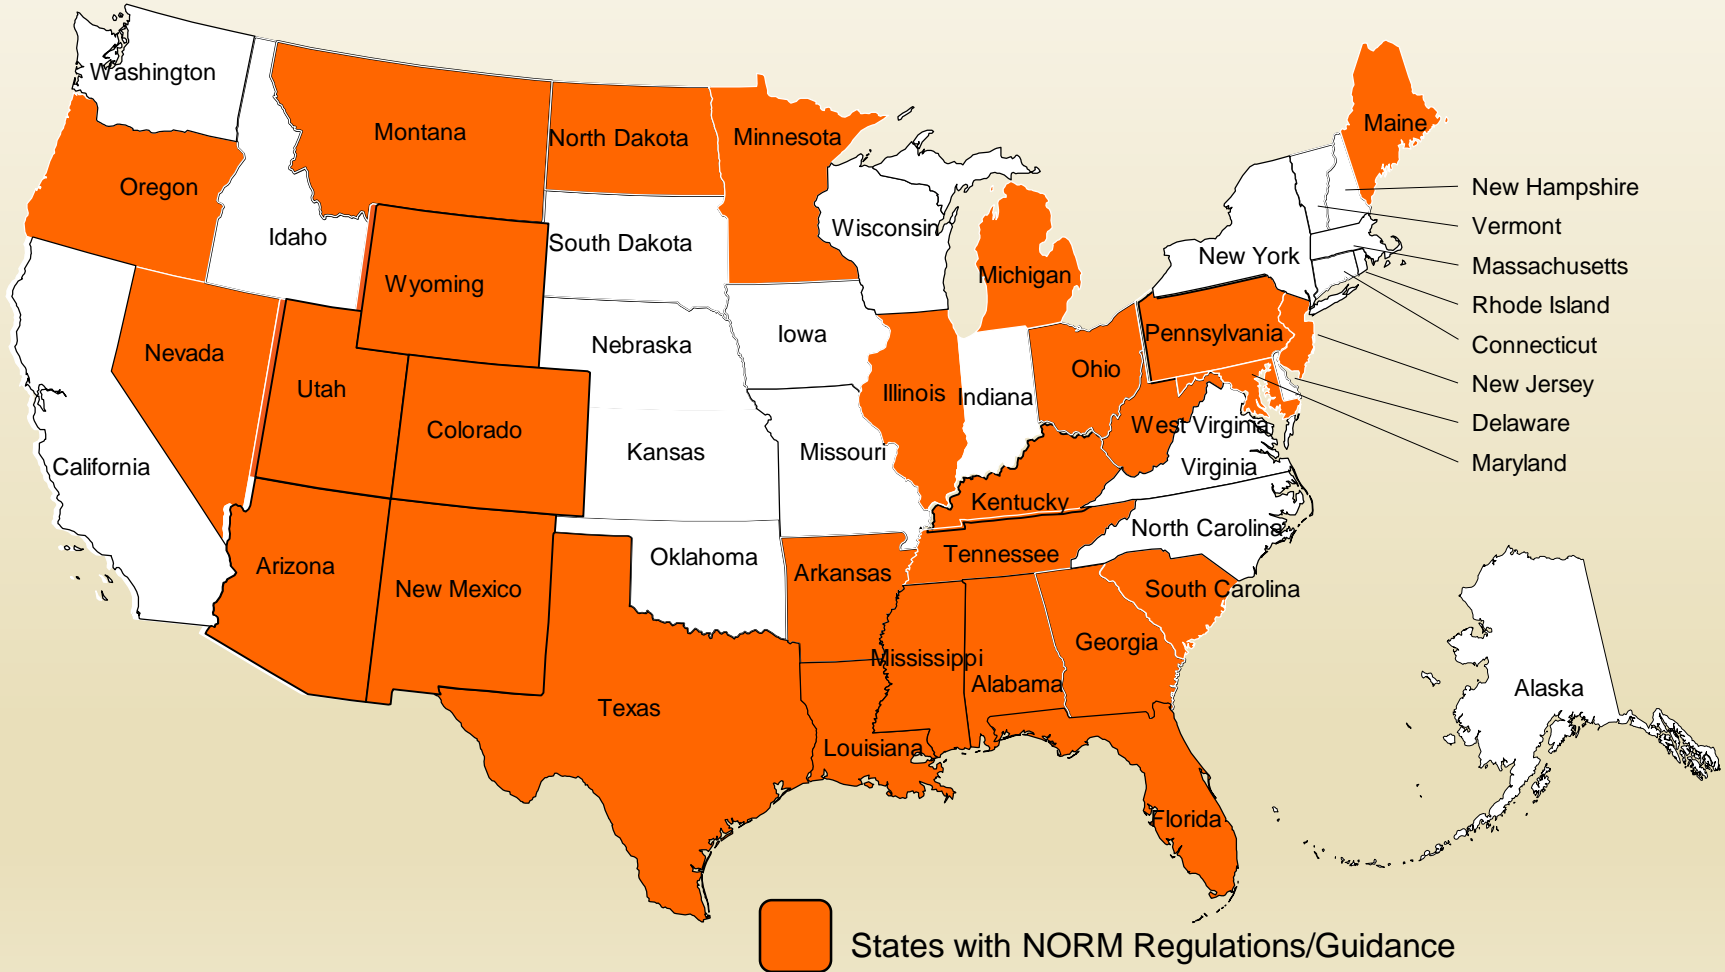 Washington
Montana
North Dakota
Minnesota
Maine
Oregon
Idaho
Wyoming
South Dakota
Wisconsin
Michigan
New York
New Hampshire
Vermont
Massachusetts
Rhode Island
Connecticut
New Jersey
Delaware
Maryland
Nevada
Utah
Colorado
Nebraska
Iowa
Illinois
Indiana
Ohio
Pennsylvania
California
Kansas
Missouri
Kentucky
West Virginia
Virginia
Arizona
New Mexico
Oklahoma
Arkansas
Tennessee
North Carolina
South Carolina
Texas
Louisiana
Mississippi
Alabama
Georgia
Florida
Alaska
States with NORM Regulations/Guidance